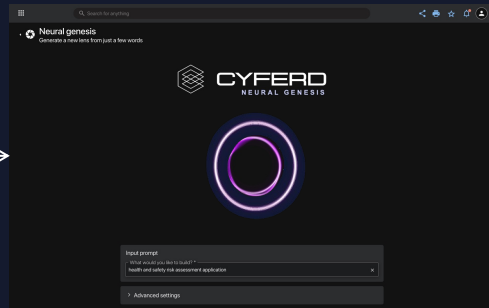 Search for anything
Neural genesis
Generate a new lens from just a few words
CYFERD
NEURAL GENESIS
Input prompt
What would you like to build? *
health and safety risk assessment application
Advanced settings